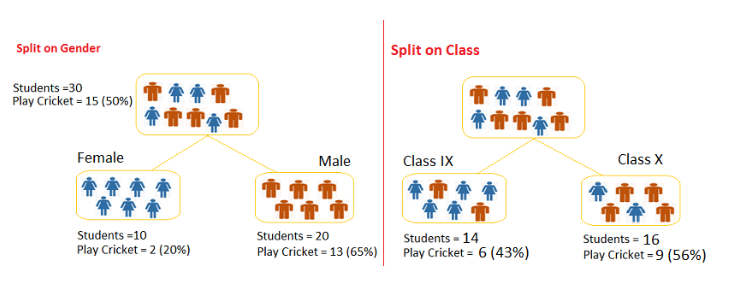 Split on Gender
Students =30
Play Cricket = 15 (50%)
Female
Male
Students =10
Play Cricket = 2 (20%)
Students = 20
Play Cricket = 13 (65%)
Split on Class
Class IX
Class X
Students = 14
Play Cricket = 6 (43%)
Students = 16
Play Cricket = 9 (56%)